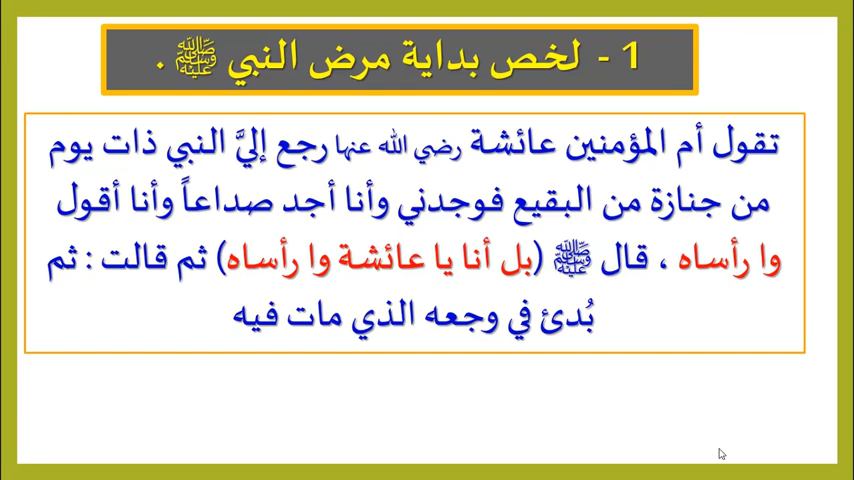 1 - لخص بداية مرض النبي ﷺ .
تقول أم المؤمنين عائشة رضي الله عنها رجع إليَّ النبي ذات يوم
من جنازة من البقيع فوجدني وأنا أجد صداعاً وأنا أقول
وا رأساه ، قال ﷺ (بل أنا يا عائشة وا رأساه) ثم قالت : ثم
بُدئ في وجعه الذي مات فيه